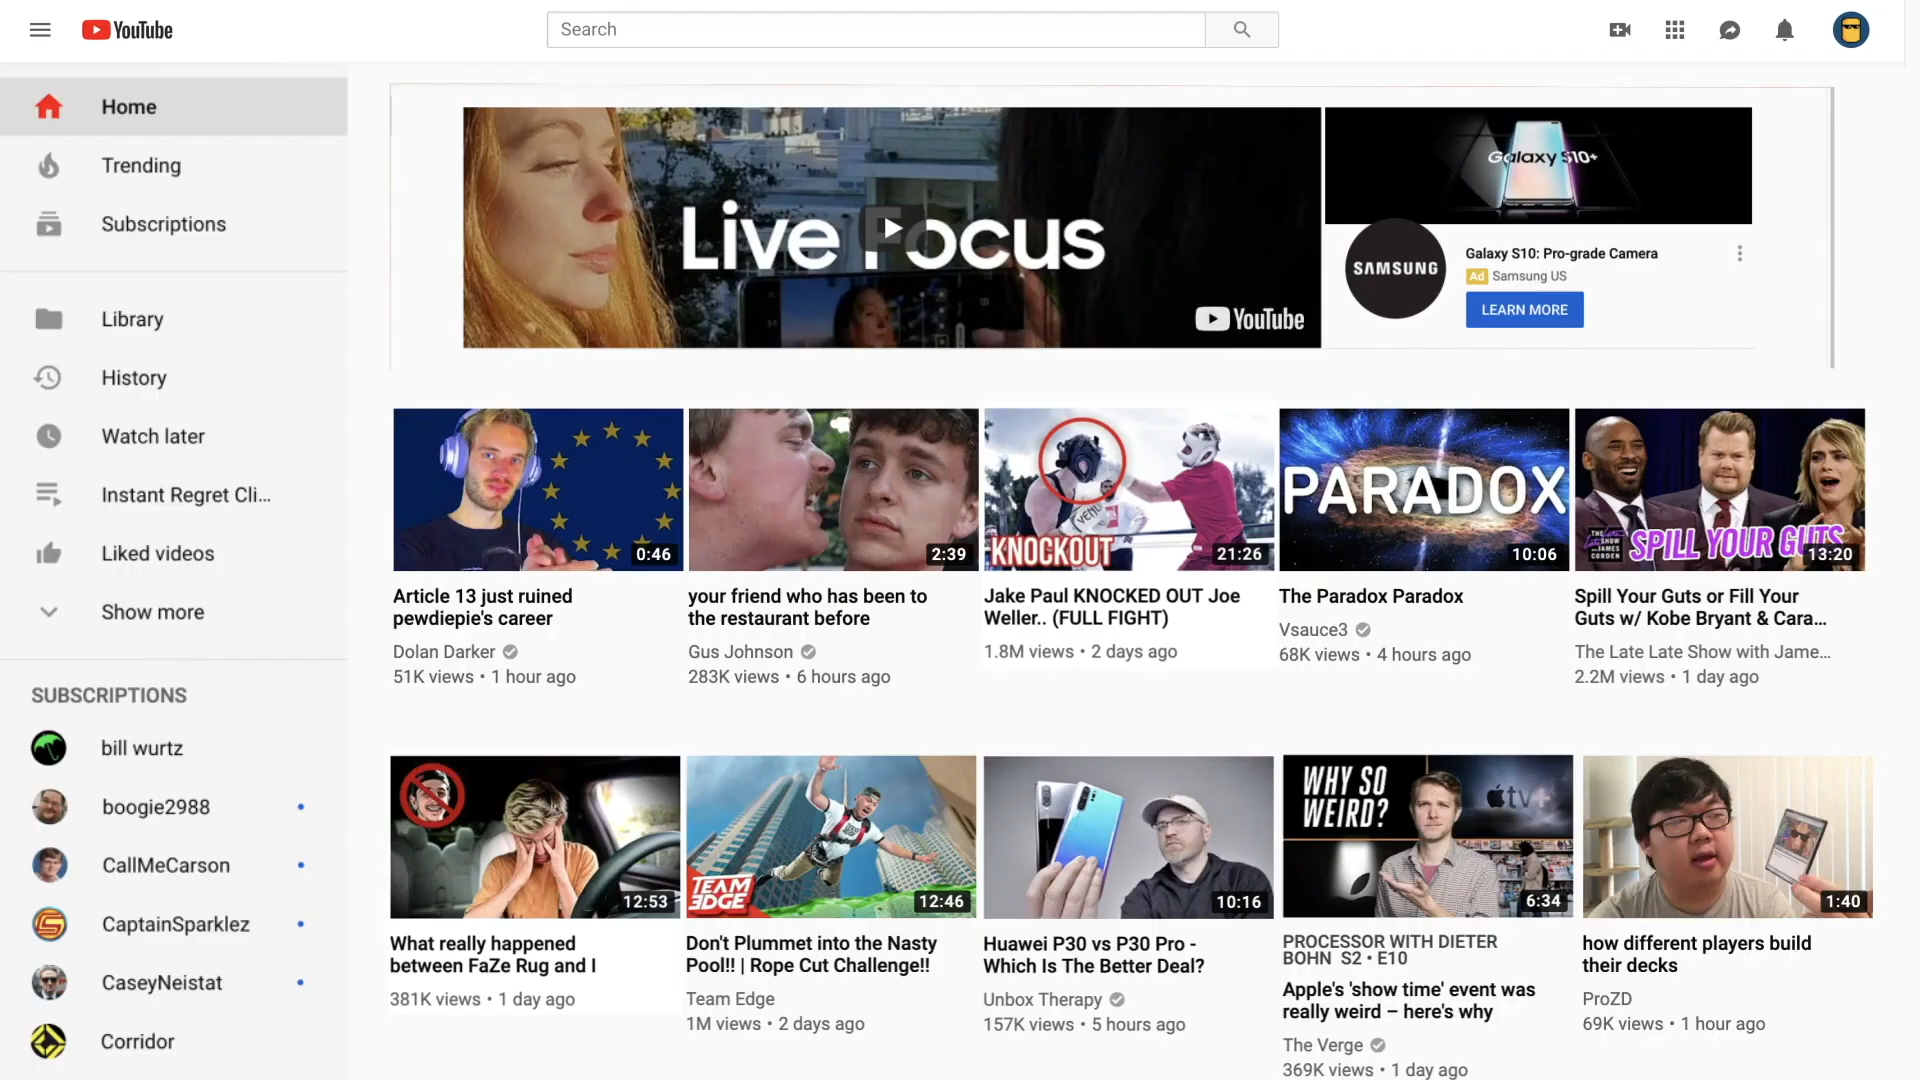 YouTube
Search
Home
Trending
Subscriptions
Library
History
Watch later
Instant Regret Cli...
Liked videos
Show more
SUBSCRIPTIONS
bill wurtz
boogie2988
CallMeCarson
CaptainSparklez
CaseyNeistat
Corridor
Live Focus
YouTube
Galaxy S10+
SAMSUNG
Galaxy S10: Pro-grade Camera
Ad Samsung US
LEARN MORE
0:46
Article 13 just ruined
pewdiepie's career
Dolan Darker
51K views • 1 hour ago
2:39
your friend who has been to
the restaurant before
Gus Johnson
283K views • 6 hours ago
VENUM
KNOCKOUT
21:26
Jake Paul KNOCKED OUT Joe
Weller.. (FULL FIGHT)
1.8M views • 2 days ago
PARADOX
10:06
The Paradox Paradox
Vsauce3
68K views • 4 hours ago
THE LATE LATE
SHOW
JAMES
CORDEN
SPILL YOUR GUTS
13:20
Spill Your Guts or Fill Your
Guts w/ Kobe Bryant & Cara...
The Late Late Show with Jame...
2.2M views • 1 day ago
12:53
What really happened
between FaZe Rug and I
381K views • 1 day ago
TEAM
EDGE
12:46
Don't Plummet into the Nasty
Pool!! | Rope Cut Challenge!!
Team Edge
1M views • 2 days ago
10:16
Huawei P30 vs P30 Pro -
Which Is The Better Deal?
Unbox Therapy
157K views • 5 hours ago
WHY SO
WEIRD?
tv+
6:34
PROCESSOR WITH DIETER
BOHN S2 • E10
Apple's 'show time' event was
really weird – here's why
The Verge
369K views • 1 day ago
1:40
how different players build
their decks
ProZD
69K views • 1 hour ago